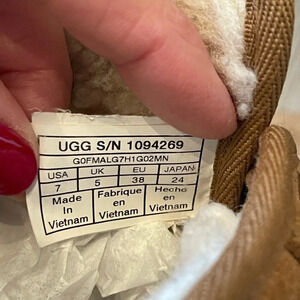 UGG S/N 1094269
G0FMALG7H1G02MN
USA UK EU JAPAN
7 5 38 24
Made Fabrique Hecho
In en en
Vietnam Vietnam Vietnam